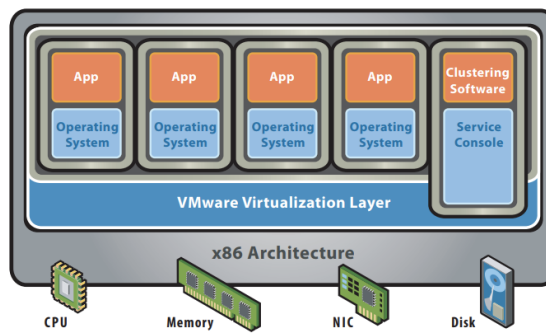 App
App
App
App
Clustering
Software
Operating
System
Operating
System
Operating
System
Operating
System
Service
Console
VMware Virtualization Layer
x86 Architecture
CPU
Memory
NIC
Disk